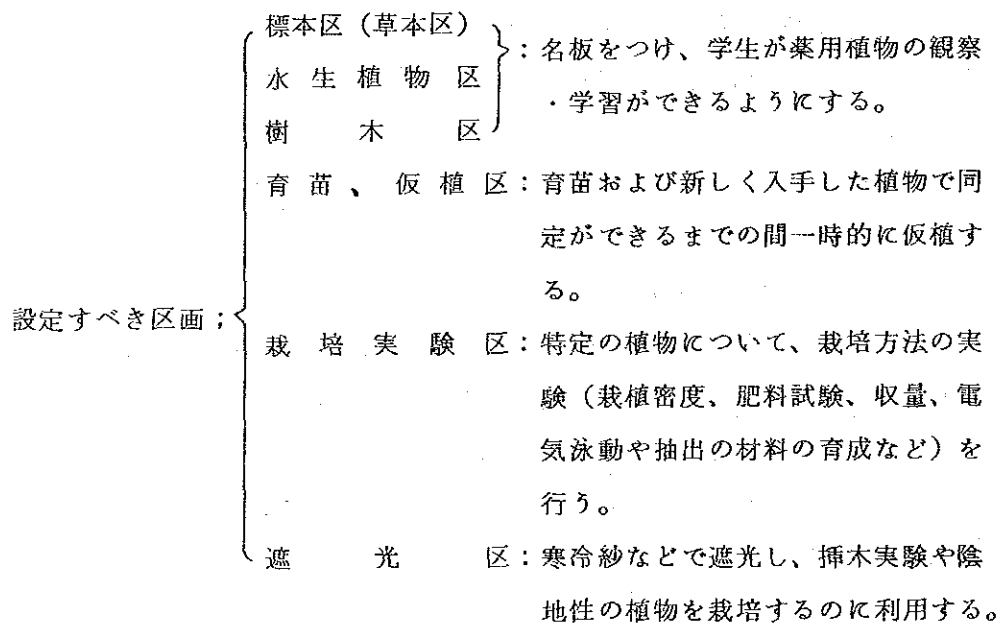 標本区（草本区）
：名板をつけ、学生が薬用植物の観察
水生植物区
・学習ができるようにする。
樹木区
育苗、仮植区：育苗および新しく入手した植物で同
定ができるまでの間一時的に仮植す
る。
設定すべき区画；
栽培実験区：特定の植物について、栽培方法の実
験（栽植密度、肥料試験、収量、電
気泳動や抽出の材料の育成など）を
行う。
遮光区：寒冷紗などで遮光し、挿木実験や陰
地性の植物を栽培するのに利用する。